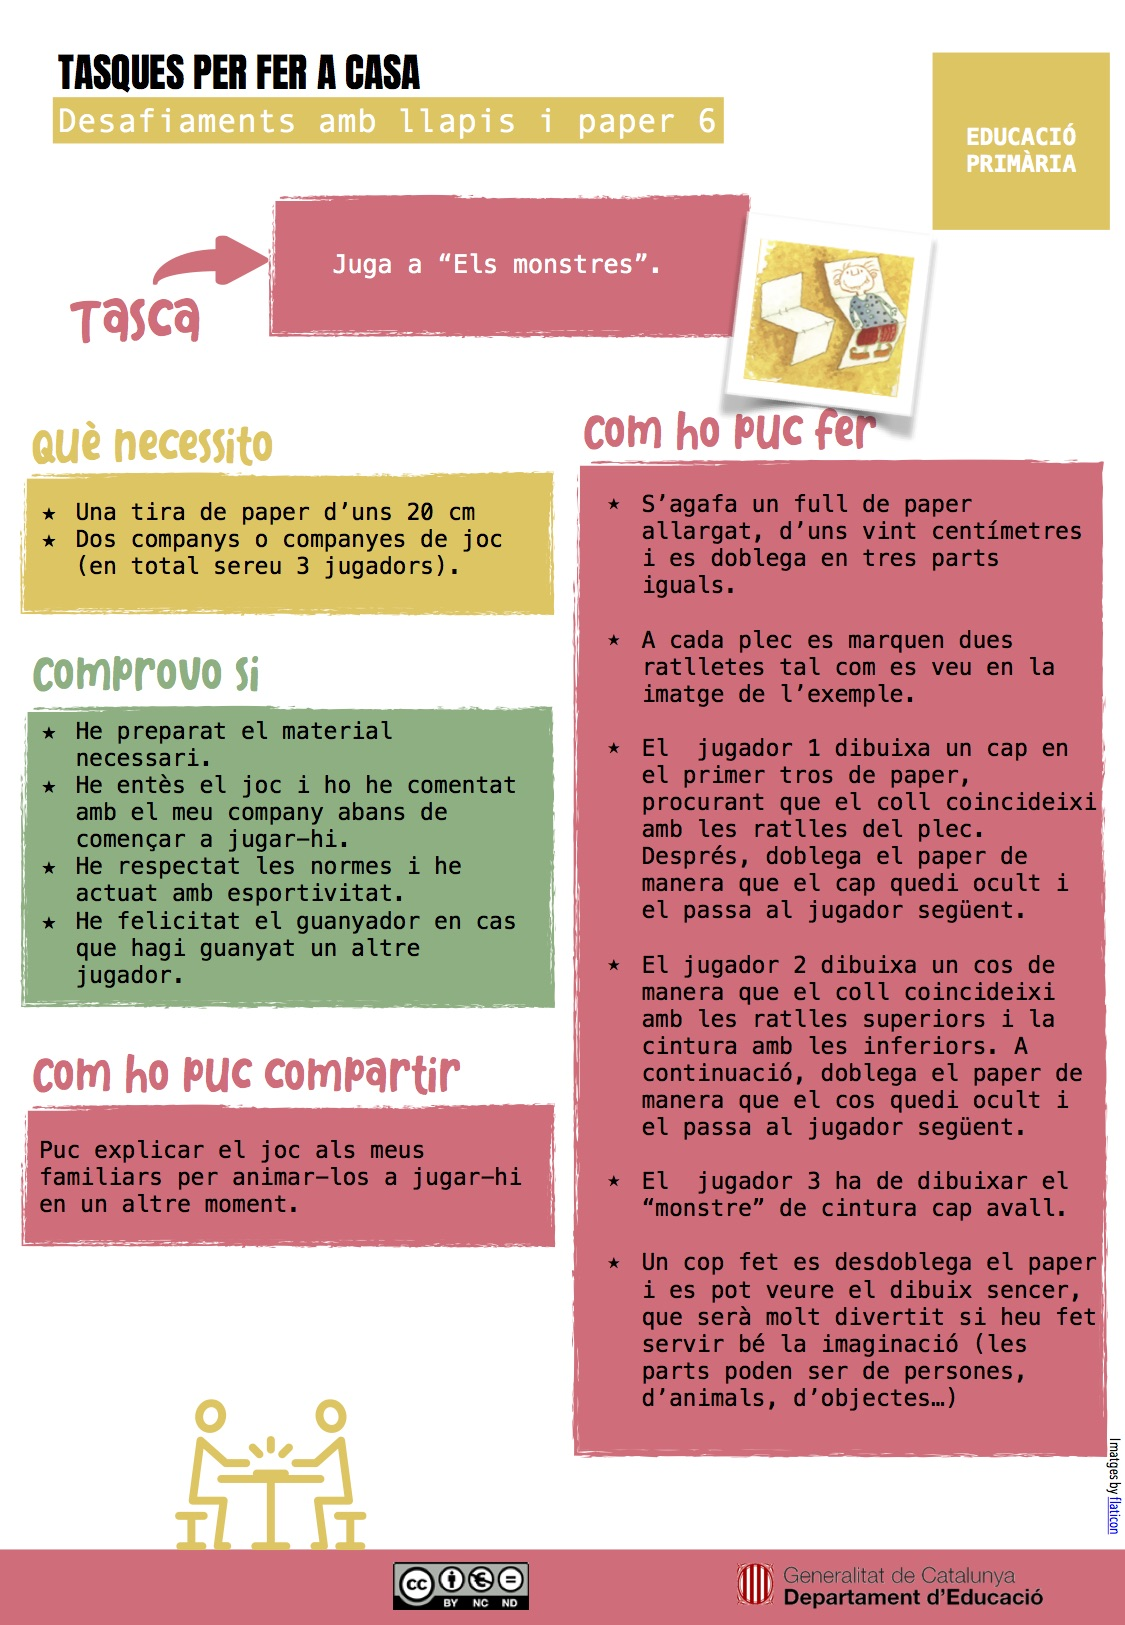 TASQUES PER FER A CASA
Desafiaments amb llapis i paper 6
EDUCACIÓ
PRIMÀRIA
Tasca
Juga a “Els monstres”.
Què necessito
★ Una tira de paper d’uns 20 cm
★ Dos companys o companyes de joc
(en total sereu 3 jugadors).
Comprovo si
★ He preparat el material
necessari.
★ He entès el joc i ho he comentat
amb el meu company abans de
començar a jugar-hi.
★ He respectat les normes i he
actuat amb esportivitat.
★ He felicitat el guanyador en cas
que hagi guanyat un altre
jugador.
Com ho puc compartir
Puc explicar el joc als meus
familiars per animar-los a jugar-hi
en un altre moment.
Com ho puc fer
★ S’agafa un full de paper
allargat, d’uns vint centímetres
i es doblega en tres parts
iguals.
★ A cada plec es marquen dues
ratlletes tal com es veu en la
imatge de l’exemple.
★ El  jugador 1 dibuixa un cap en
el primer tros de paper,
procurant que el coll coincideixi
amb les ratlles del plec.
Després, doblega el paper de
manera que el cap quedi ocult i
el passa al jugador següent.
★ El jugador 2 dibuixa un cos de
manera que el coll coincideixi
amb les ratlles superiors i la
cintura amb les inferiors. A
continuació, doblega el paper de
manera que el cos quedi ocult i
el passa al jugador següent.
★ El  jugador 3 ha de dibuixar el
“monstre” de cintura cap avall.
★ Un cop fet es desdoblega el paper
i es pot veure el dibuix sencer,
que serà molt divertit si heu fet
servir bé la imaginació (les
parts poden ser de persones,
d’animals, d’objectes…)
Imatges by flaticon
cc BY NC ND
Generalitat de Catalunya
Departament d’Educació